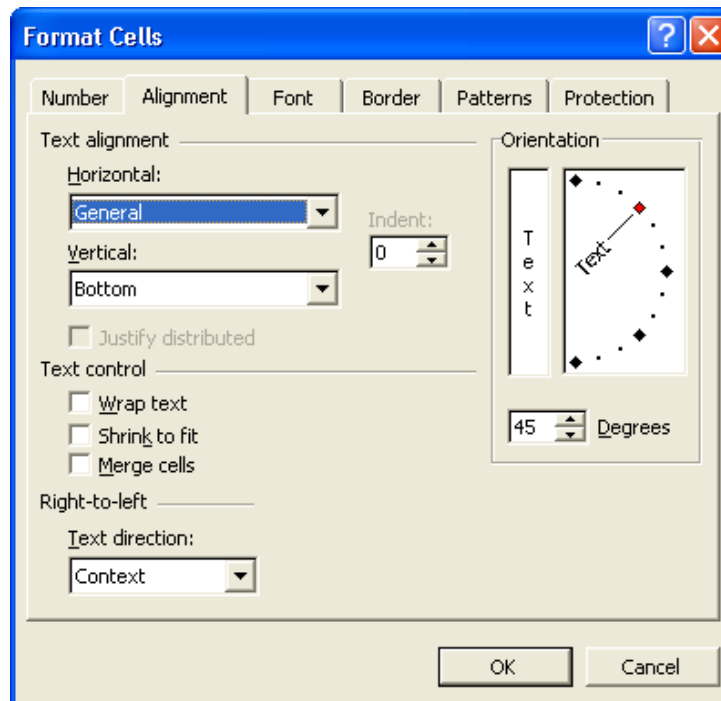 Format Cells
Number Alignment Font Border Patterns Protection
Text alignment
Horizontal:
General
Indent:
0
Vertical:
Bottom
Justify distributed
Text control
Wrap text
Shrink to fit
Merge cells
Right-to-left
Text direction:
Context
Orientation
Text
Text
45 Degrees
OK Cancel